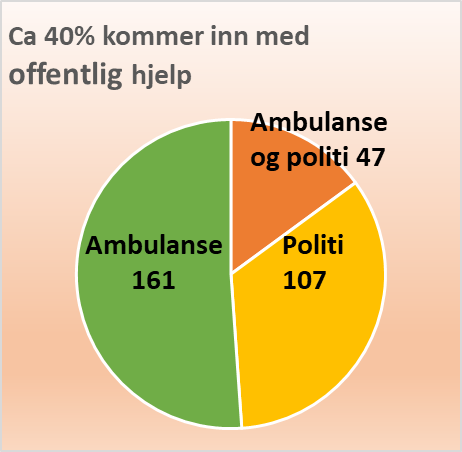 Ca 40% kommer inn med
offentlig hjelp
Ambulanse
og politi 47
Ambulanse
161
Politi
107